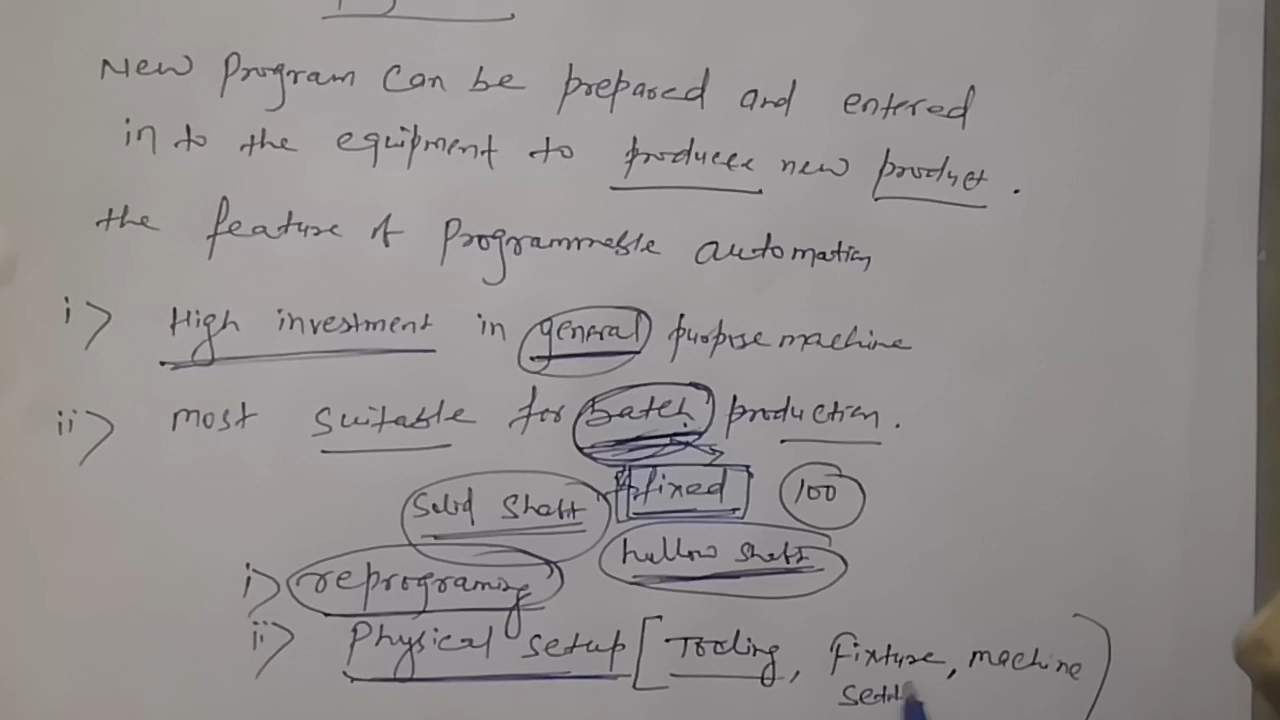 New program can be prepared and entered
in to the equipment to produce new product.
the feature of programmable automation
i> High investment in general purpose machine
ii> most suitable for batch production.
fixed 100
Solid shaft
hollow shaft
i> reprograming
ii> Physical setup [Tooling, Fixture, machine)